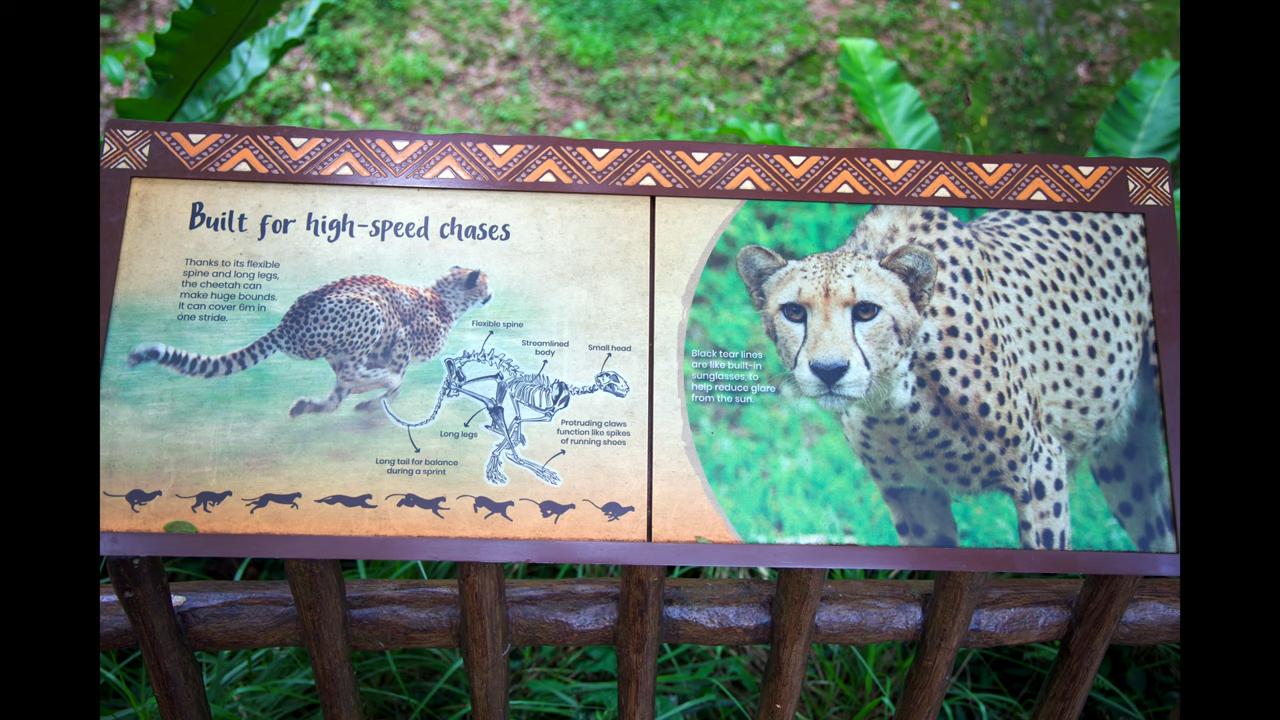 Built for high-speed chases
Thanks to its flexible
spine and long legs,
the cheetah can
make huge bounds.
It can cover 6m in
one stride.
Flexible spine
Streamlined
body
Small head
Long legs
Protruding claws
function like spikes
of running shoes
Long tail for balance
during a sprint
Black tear lines
are like built-in
sunglasses, to
help reduce glare
from the sun.